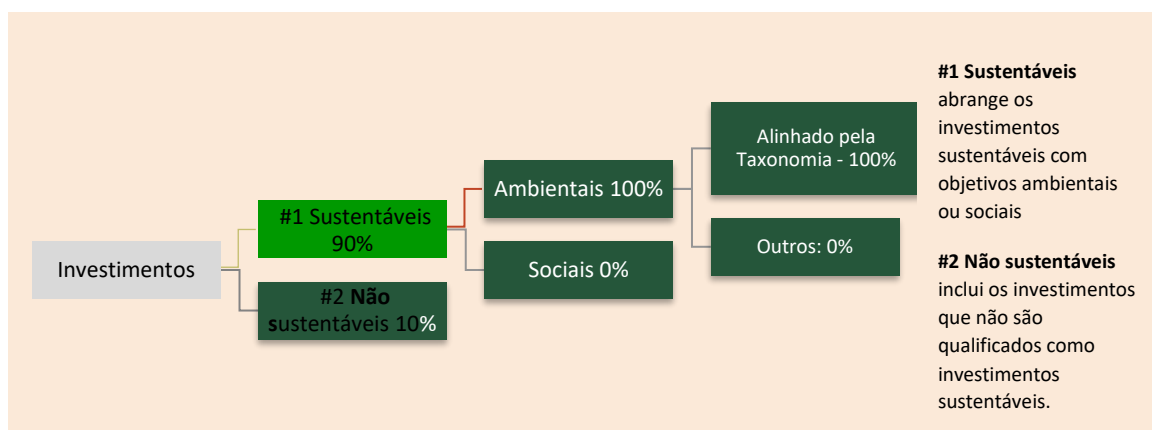 Investimentos
#1 Sustentáveis
90%
#2 Não
sustentáveis 10%
Ambientais 100%
Sociais 0%
Alinhado pela
Taxonomia - 100%
Outros: 0%
#1 Sustentáveis
abrange os
investimentos
sustentáveis com
objetivos ambientais
ou sociais
#2 Não sustentáveis
inclui os investimentos
que não são
qualificados como
investimentos
sustentáveis.